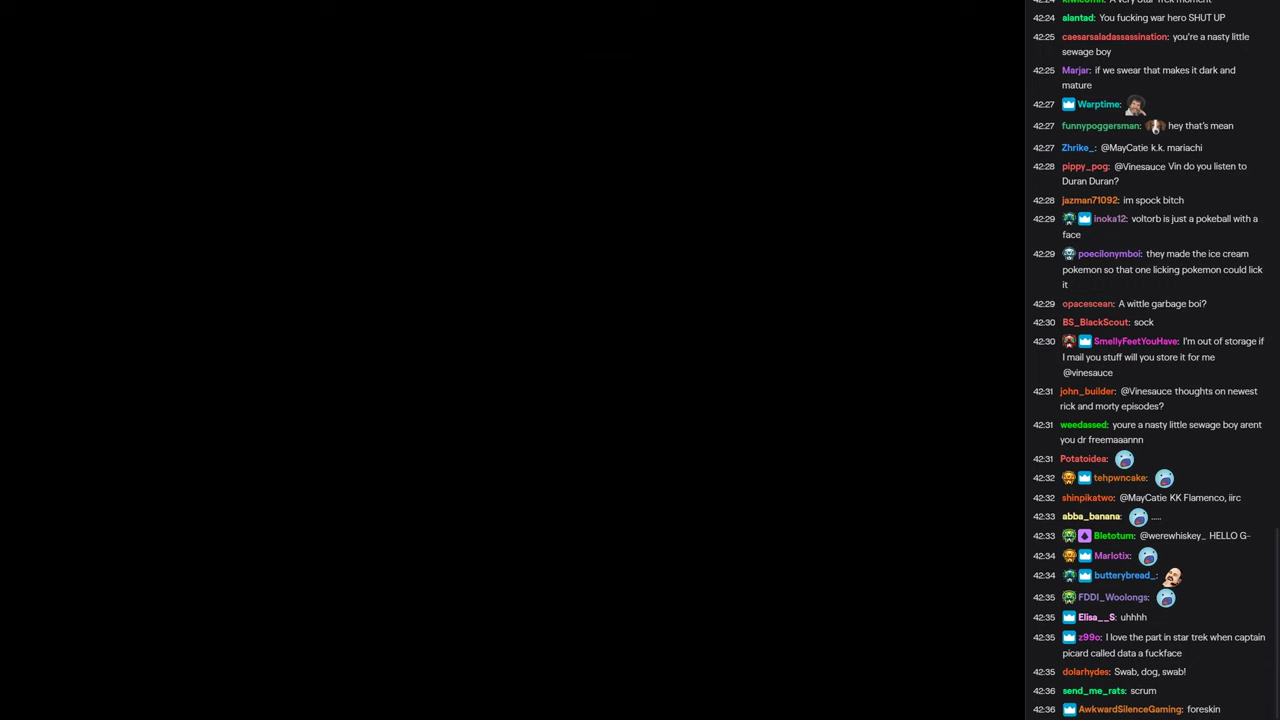 42:24 kiwicorn: A very Star Trek moment
42:24 alantad: You fucking war hero SHUT UP
42:25 caesarsaladassassination: you're a nasty little
sewage boy
42:25 Marjar: if we swear that makes it dark and
mature
42:27 Warptime:
42:27 funnypoggersman: hey that's mean
42:27 Zhrike_: @MayCatie k.k. mariachi
42:28 pippy_pog: @Vinesauce Vin do you listen to
Duran Duran?
42:28 jazman71092: im spock bitch
42:29 inoka12: voltorb is just a pokeball with a
face
42:29 poecilonymboi: they made the ice cream
pokemon so that one licking pokemon could lick
it
42:29 opacescean: A wittle garbage boi?
42:30 BS_BlackScout: sock
42:30 SmellyFeetYouHave: I'm out of storage if
I mail you stuff will you store it for me
@vinesauce
42:31 john_builder: @Vinesauce thoughts on newest
rick and morty episodes?
42:31 weedassed: youre a nasty little sewage boy arent
you dr freemaaannn
42:31 Potatoidea:
42:32 tehpwncake:
42:32 shinpikatwo: @MayCatie KK Flamenco, iirc
42:33 abba_banana: .....
42:33 Bletotum: @werewhiskey_ HELLO G-
42:34 Marlotix:
42:34 butterybread_:
42:35 FDDI_Woolongs:
42:35 Elisa__S: uhhhh
42:35 z99o: I love the part in star trek when captain
picard called data a fuckface
42:35 dolarhydes: Swab, dog, swab!
42:36 send_me_rats: scrum
42:36 AwkwardSilenceGaming: foreskin